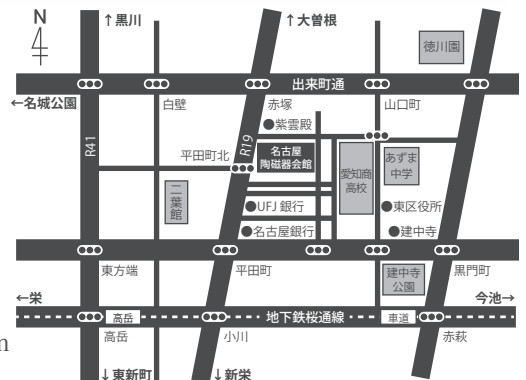 N
↑黒川
↑大曽根
徳川園
出来町通
←名城公園
白壁
赤塚
山口町
R41
R19
●紫雲殿
平田町北
名古屋
陶磁器会館
愛知商
高校
あずま
中学
二葉館
●UFJ 銀行
●東区役所
●名古屋銀行
●建中寺
東方端
平田町
建中寺
公園
黒門町
←栄
今池→
高岳
地下鉄桜通線
車道
高岳
小川
赤萩
m
↓東新町
↓新栄